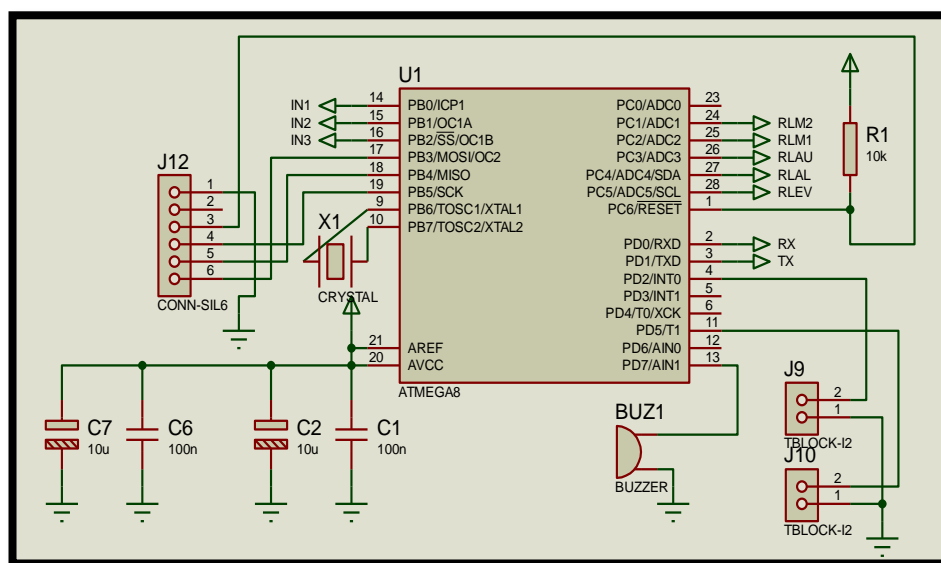 U1
IN1
IN2
IN3
14 PB0/ICP1
15 PB1/OC1A
16 PB2/SS/OC1B
17 PB3/MOSI/OC2
18 PB4/MISO
19 PB5/SCK
9 PB6/TOSC1/XTAL1
10 PB7/TOSC2/XTAL2
21 AREF
20 AVCC
PC0/ADC0 23
PC1/ADC1 24 RLM2
PC2/ADC2 25 RLM1
PC3/ADC3 26 RLAU
PC4/ADC4/SDA 27 RLAL
PC5/ADC5/SCL 28 RLEV
PC6/RESET 1
PD0/RXD 2 RX
PD1/TXD 3 TX
PD2/INT0 4
PD3/INT1 5
PD4/T0/XCK 6
PD5/T1 11
PD6/AIN0 12
PD7/AIN1 13
ATMEGA8
R1
10k
J12
1
2
3
4
5
6
CONN-SIL6
X1
CRYSTAL
C7
10u
C6
100n
C2
10u
C1
100n
BUZ1
BUZZER
J9
2
1
TBLOCK-I2
J10
2
1
TBLOCK-I2